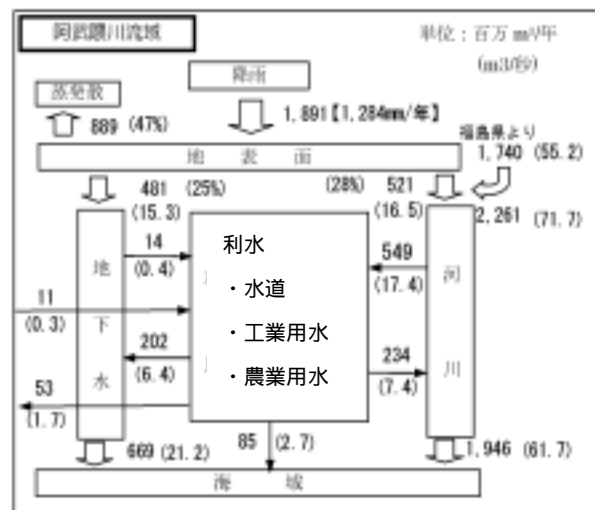 阿武隈川流域
単位：百万 m³/年
(m3/秒)
降雨
蒸発散
889 (47%)
1,891【1,284mm/年】
福島県より
1,740 (55.2)
地表面
481 (25%)
(15.3)
(28%) 521
(16.5)
2,261 (71.7)
14
(0.4)
利水
549
(17.4)
地下水
河川
・水道
11
(0.3)
・工業用水
202
(6.4)
234
(7.4)
・農業用水
53
(1.7)
669 (21.2)
85 (2.7)
1,946 (61.7)
海域